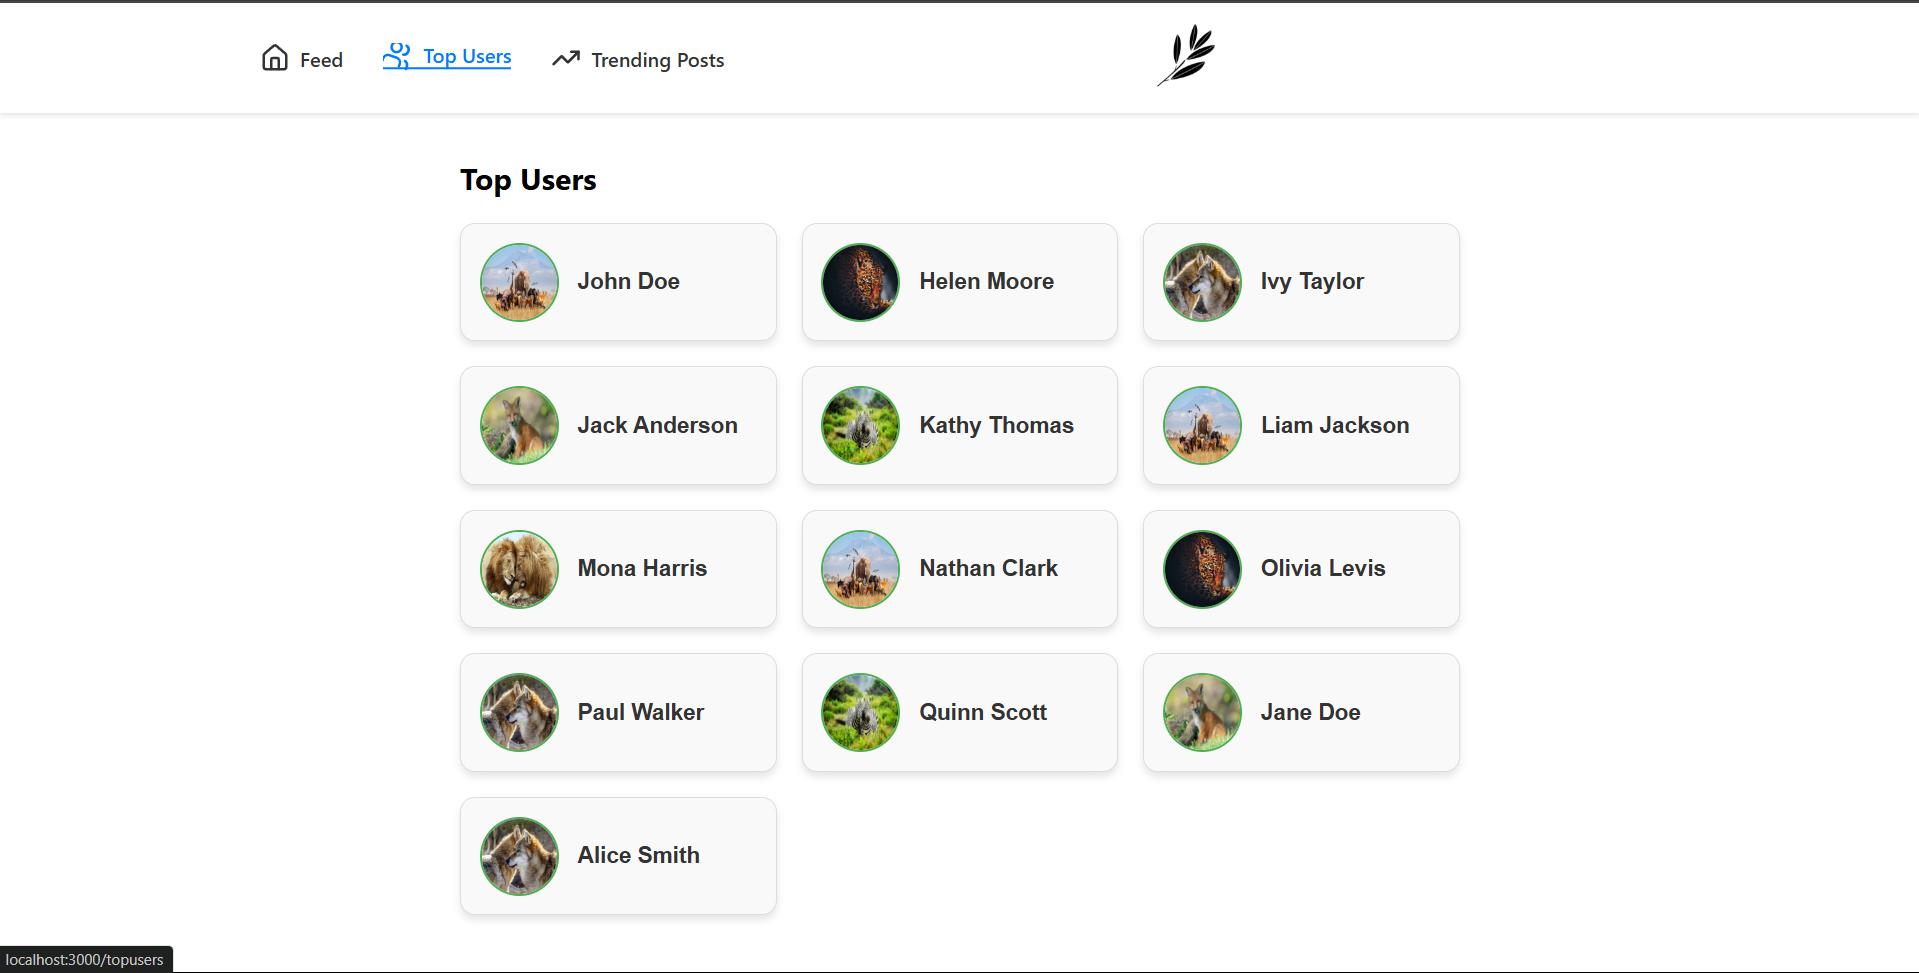 Feed Top Users Trending Posts
Top Users
John Doe Helen Moore Ivy Taylor
Jack Anderson Kathy Thomas Liam Jackson
Mona Harris Nathan Clark Olivia Levis
Paul Walker Quinn Scott Jane Doe
Alice Smith
localhost:3000/topusers